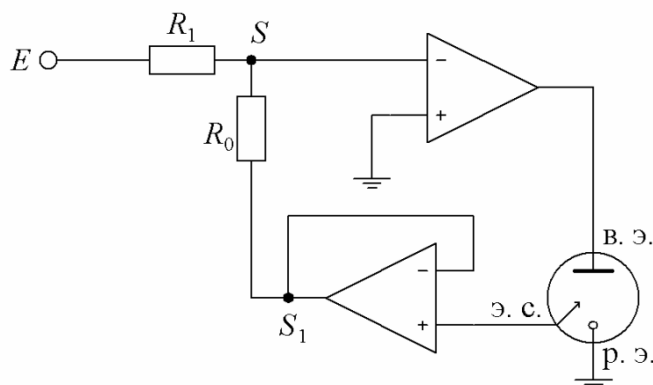 R₁
S
E
−
+
R₀
в. э.
−
э. с.
+
S₁
р. э.